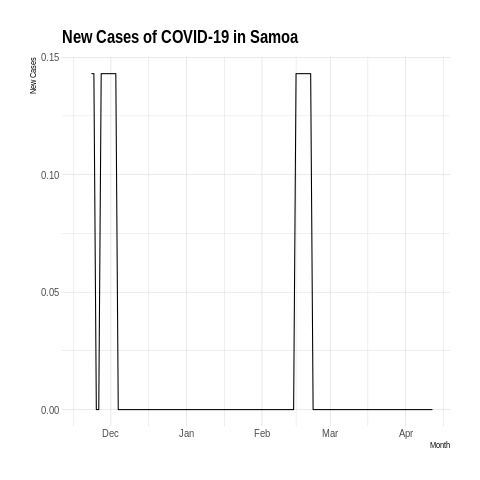 New Cases of COVID-19 in Samoa
New Cases
0.15
0.10
0.05
0.00
Dec Jan Feb Mar Apr
Month